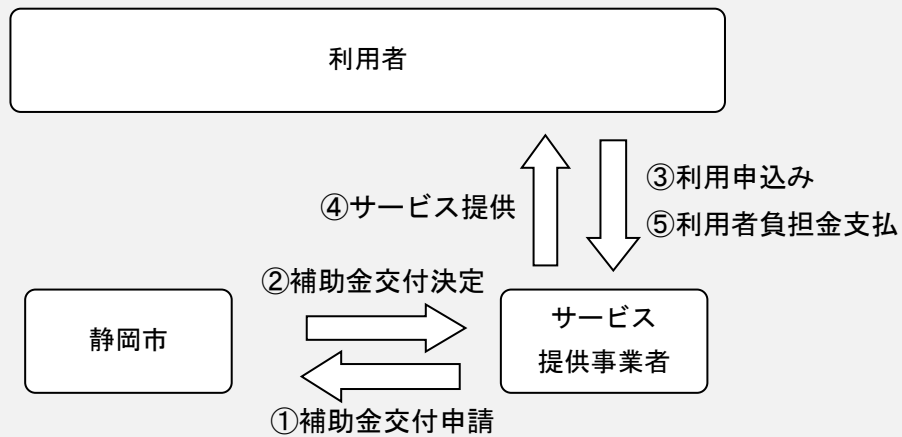 利用者
③利用申込み
④サービス提供
⑤利用者負担金支払
②補助金交付決定
静岡市
サービス
提供事業者
①補助金交付申請